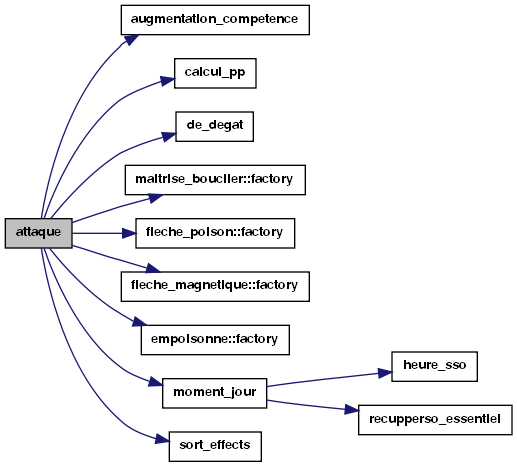 augmentation_competence
calcul_pp
de_degat
maitrise_bouclier::factory
attaque
fleche_poison::factory
fleche_magnetique::factory
empoisonne::factory
heure_sso
moment_jour
recupperso_essentiel
sort_effects